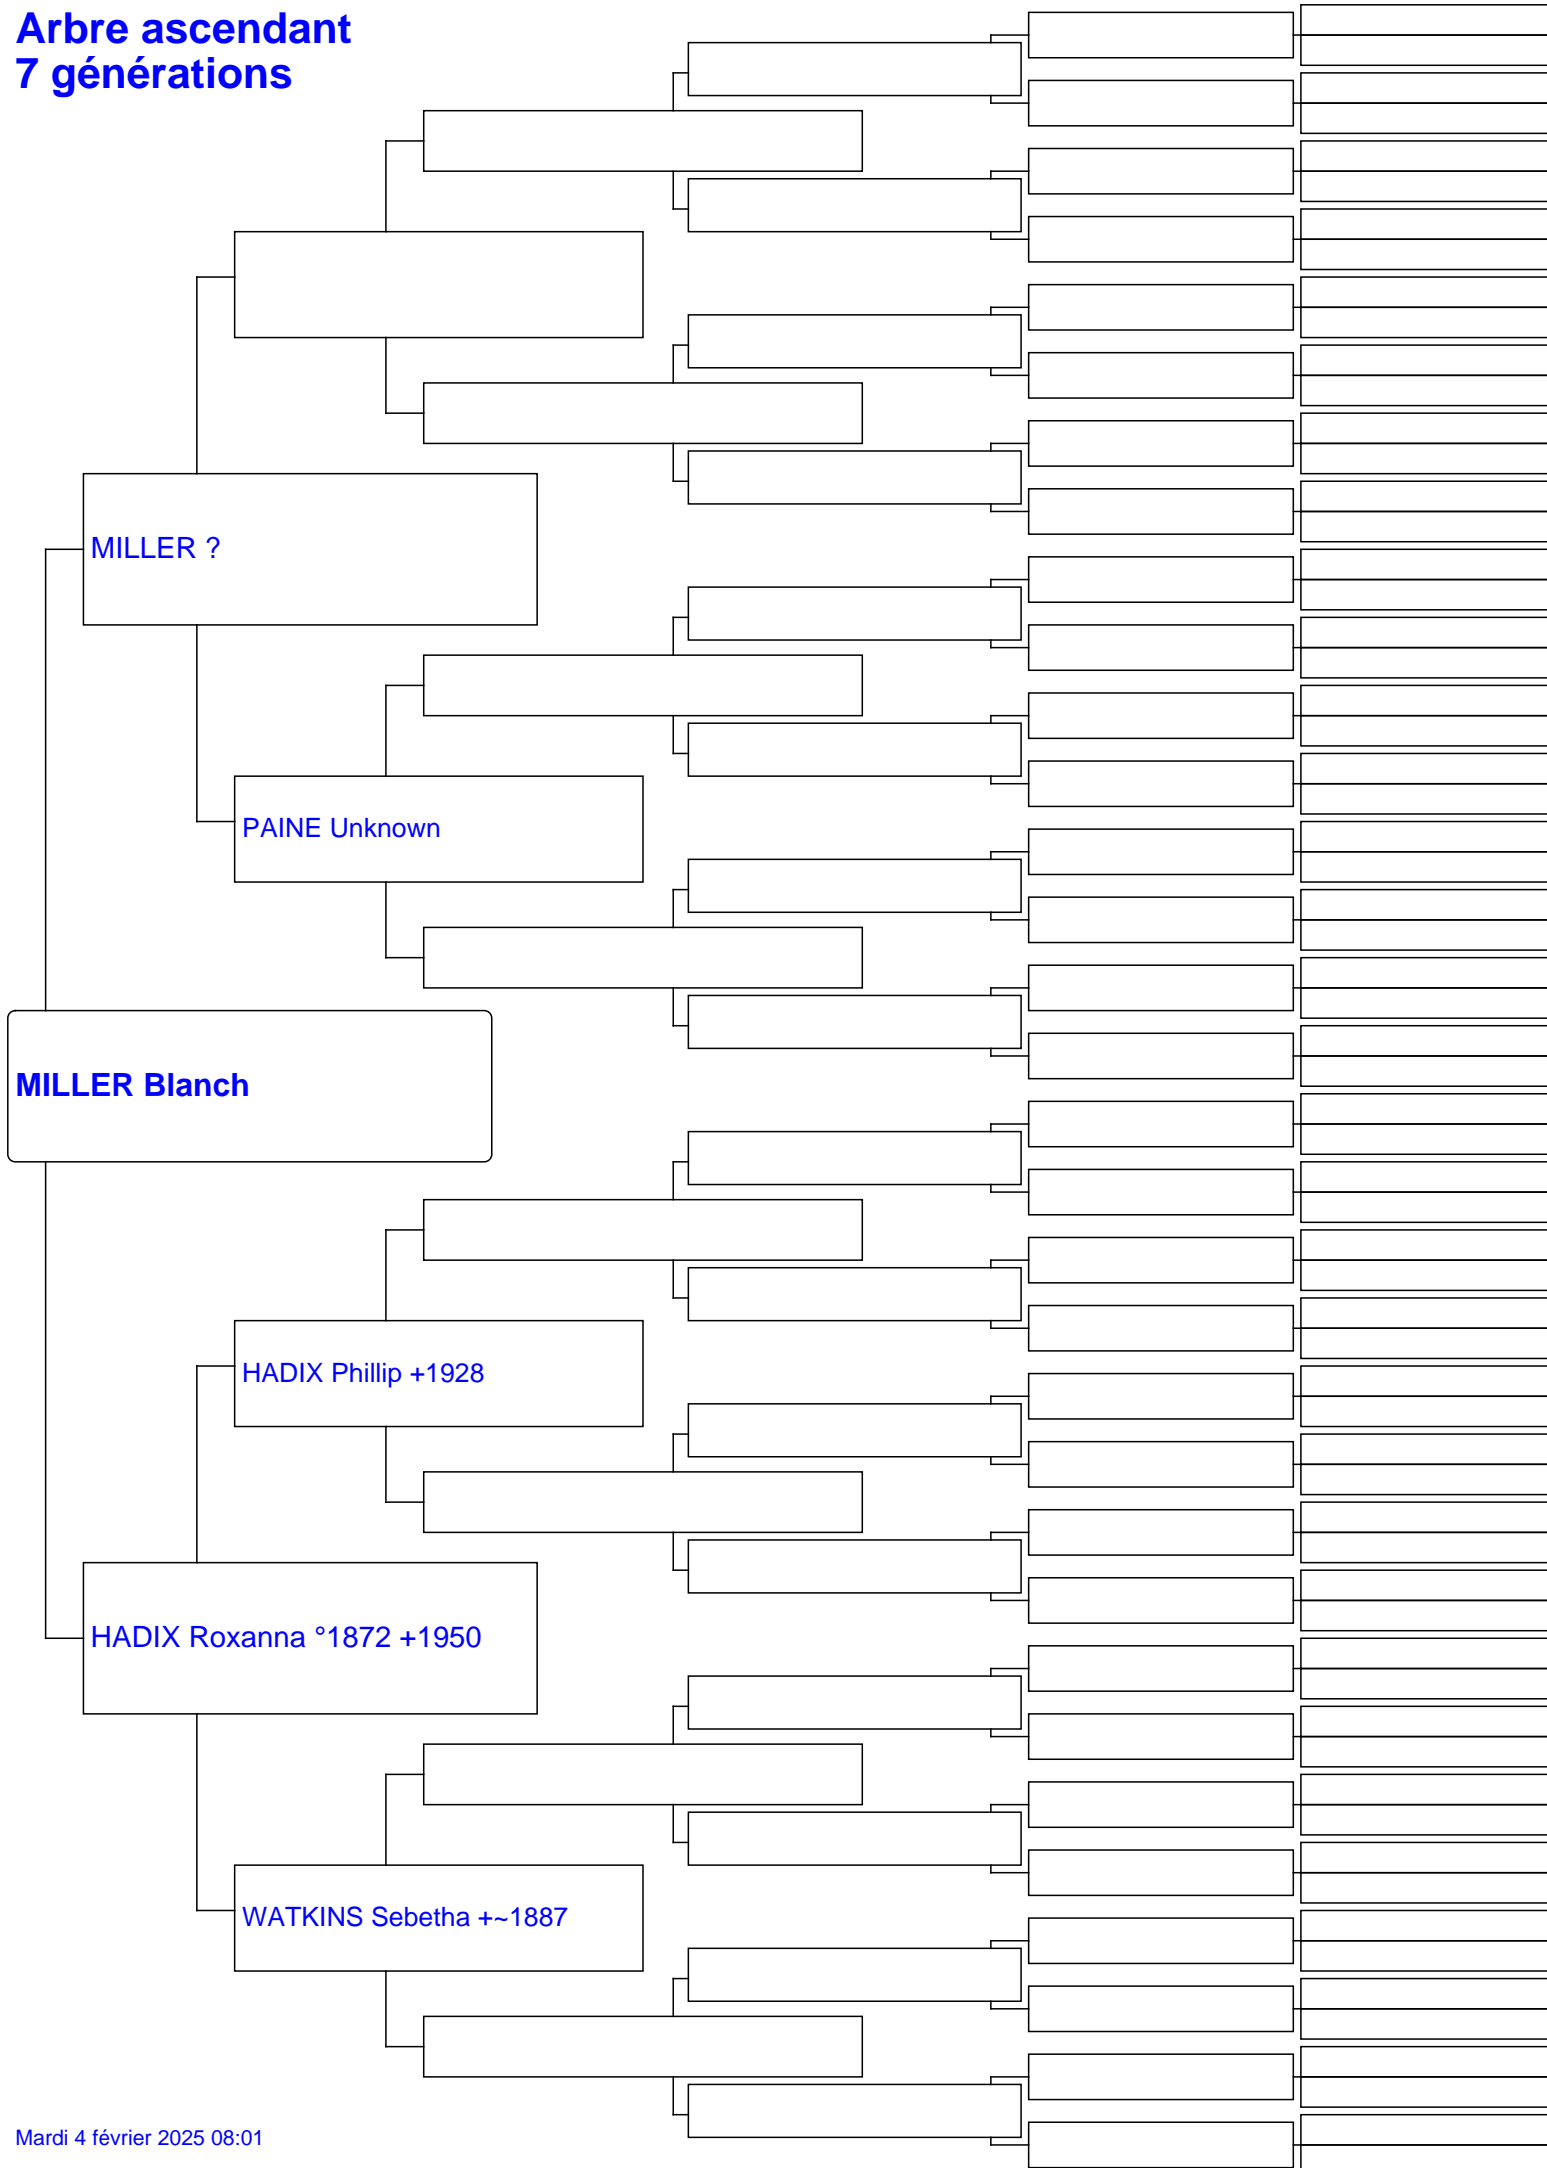 Arbre ascendant
7 générations
MILLER ?
PAINE Unknown
MILLER Blanch
HADIX Phillip +1928
HADIX Roxanna °1872 +1950
WATKINS Sebetha +~1887
Mardi 4 février 2025 08:01